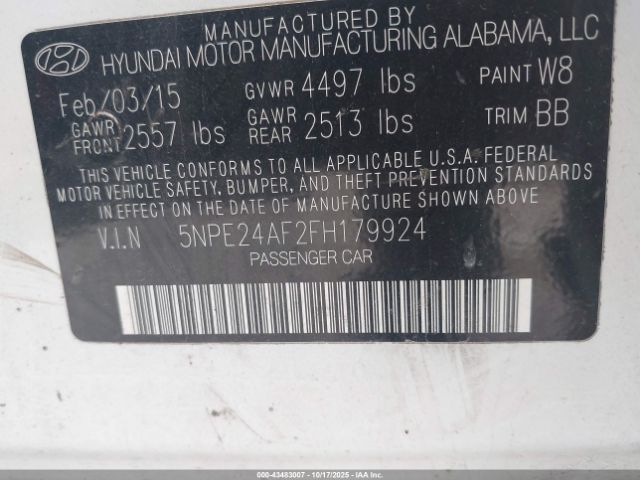 MANUFACTURED BY
HYUNDAI MOTOR MANUFACTURING ALABAMA, LLC
Feb/03/15 GVWR 4497 lbs PAINT W8
GAWR FRONT 2557 lbs GAWR REAR 2513 lbs TRIM BB
THIS VEHICLE CONFORMS TO ALL APPLICABLE U.S.A. FEDERAL
MOTOR VEHICLE SAFETY, BUMPER, AND THEFT PREVENTION STANDARDS
IN EFFECT ON THE DATE OF MANUFACTURE SHOWN ABOVE
V.I.N 5NPE24AF2FH179924
PASSENGER CAR
000-43483007 10/17/2025 IAAI.COM